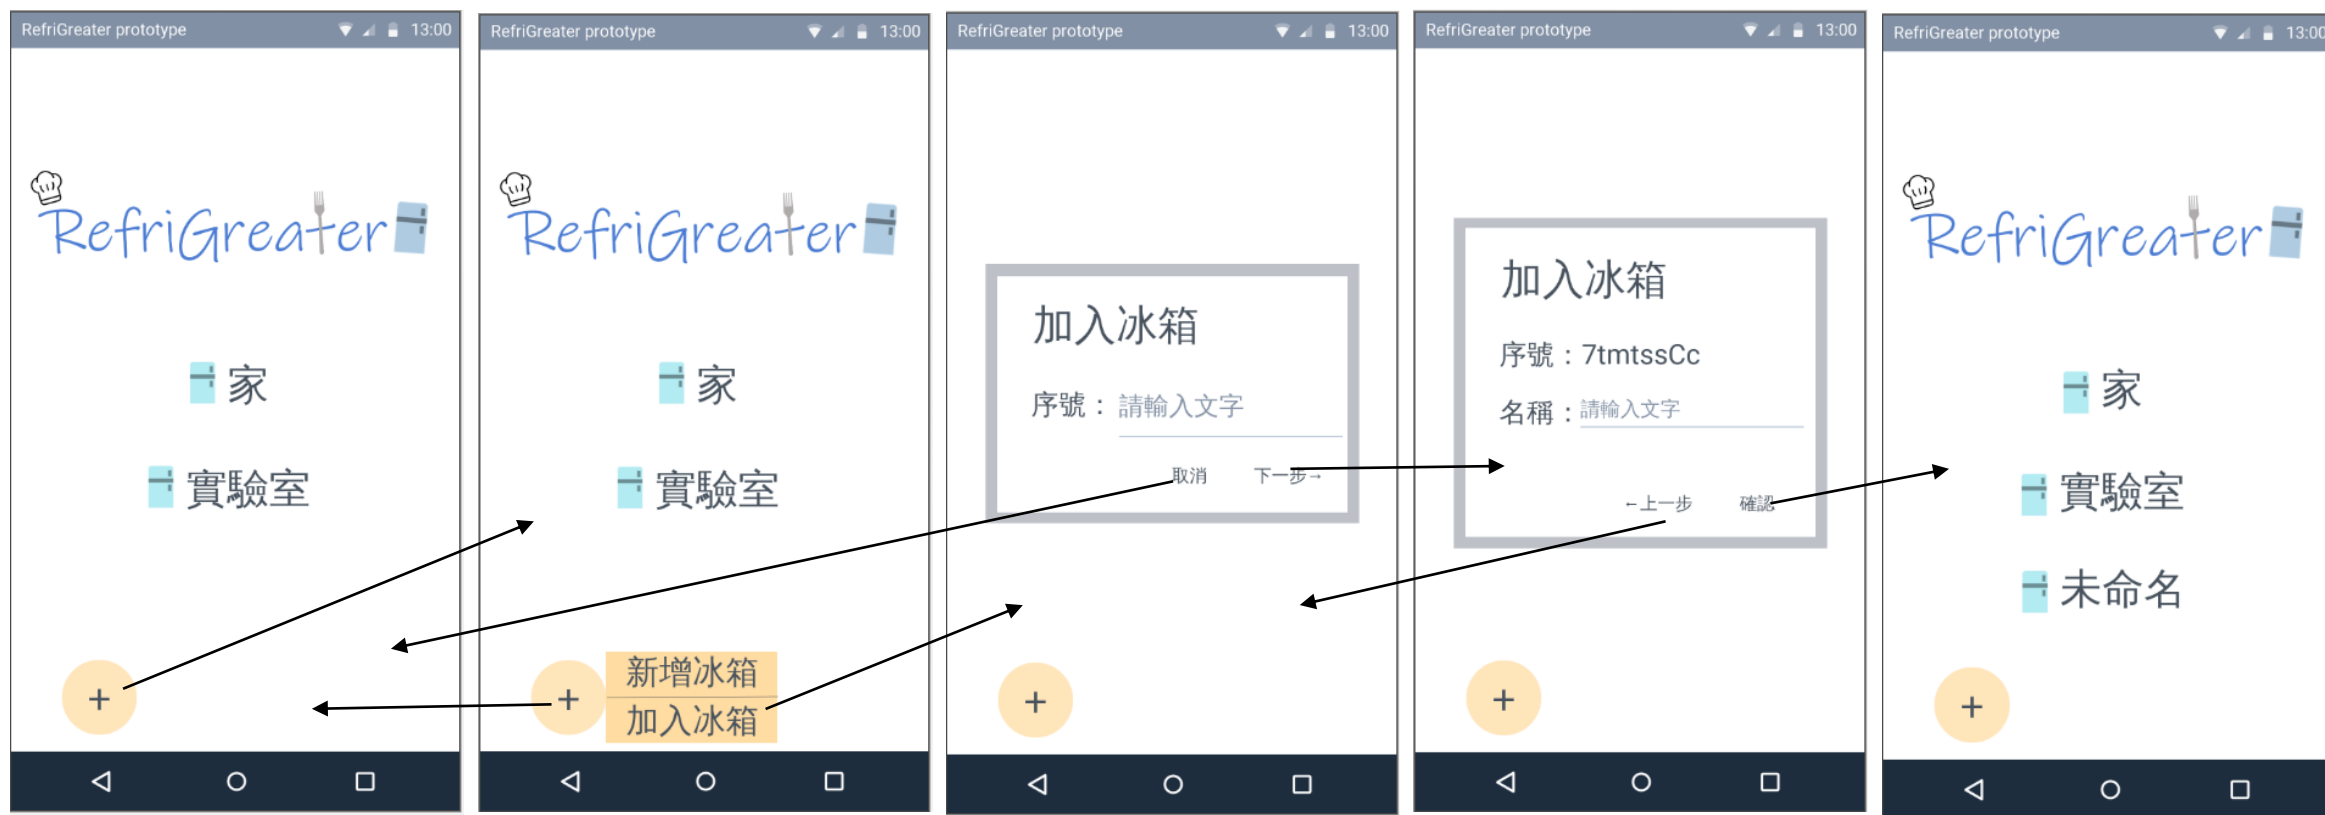 RefriGreater prototype 13:00
RefriGreater
家
實驗室
+
RefriGreater prototype 13:00
RefriGreater
家
實驗室
+
新增冰箱
加入冰箱
RefriGreater prototype 13:00
加入冰箱
序號：請輸入文字
取消 下一步→
+
RefriGreater prototype 13:00
加入冰箱
序號：7tmtssCc
名稱：請輸入文字
←上一步 確認
+
RefriGreater prototype 13:00
RefriGreater
家
實驗室
未命名
+